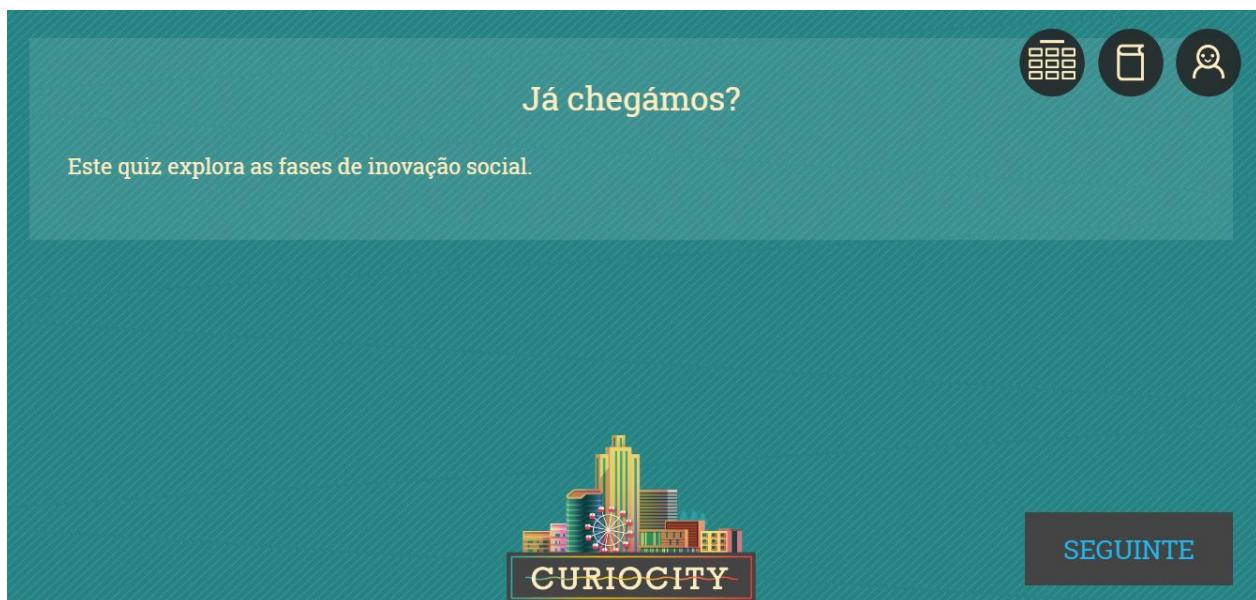 Já chegámos?
Este quiz explora as fases de inovação social.
CURIOCITY
SEGUINTE